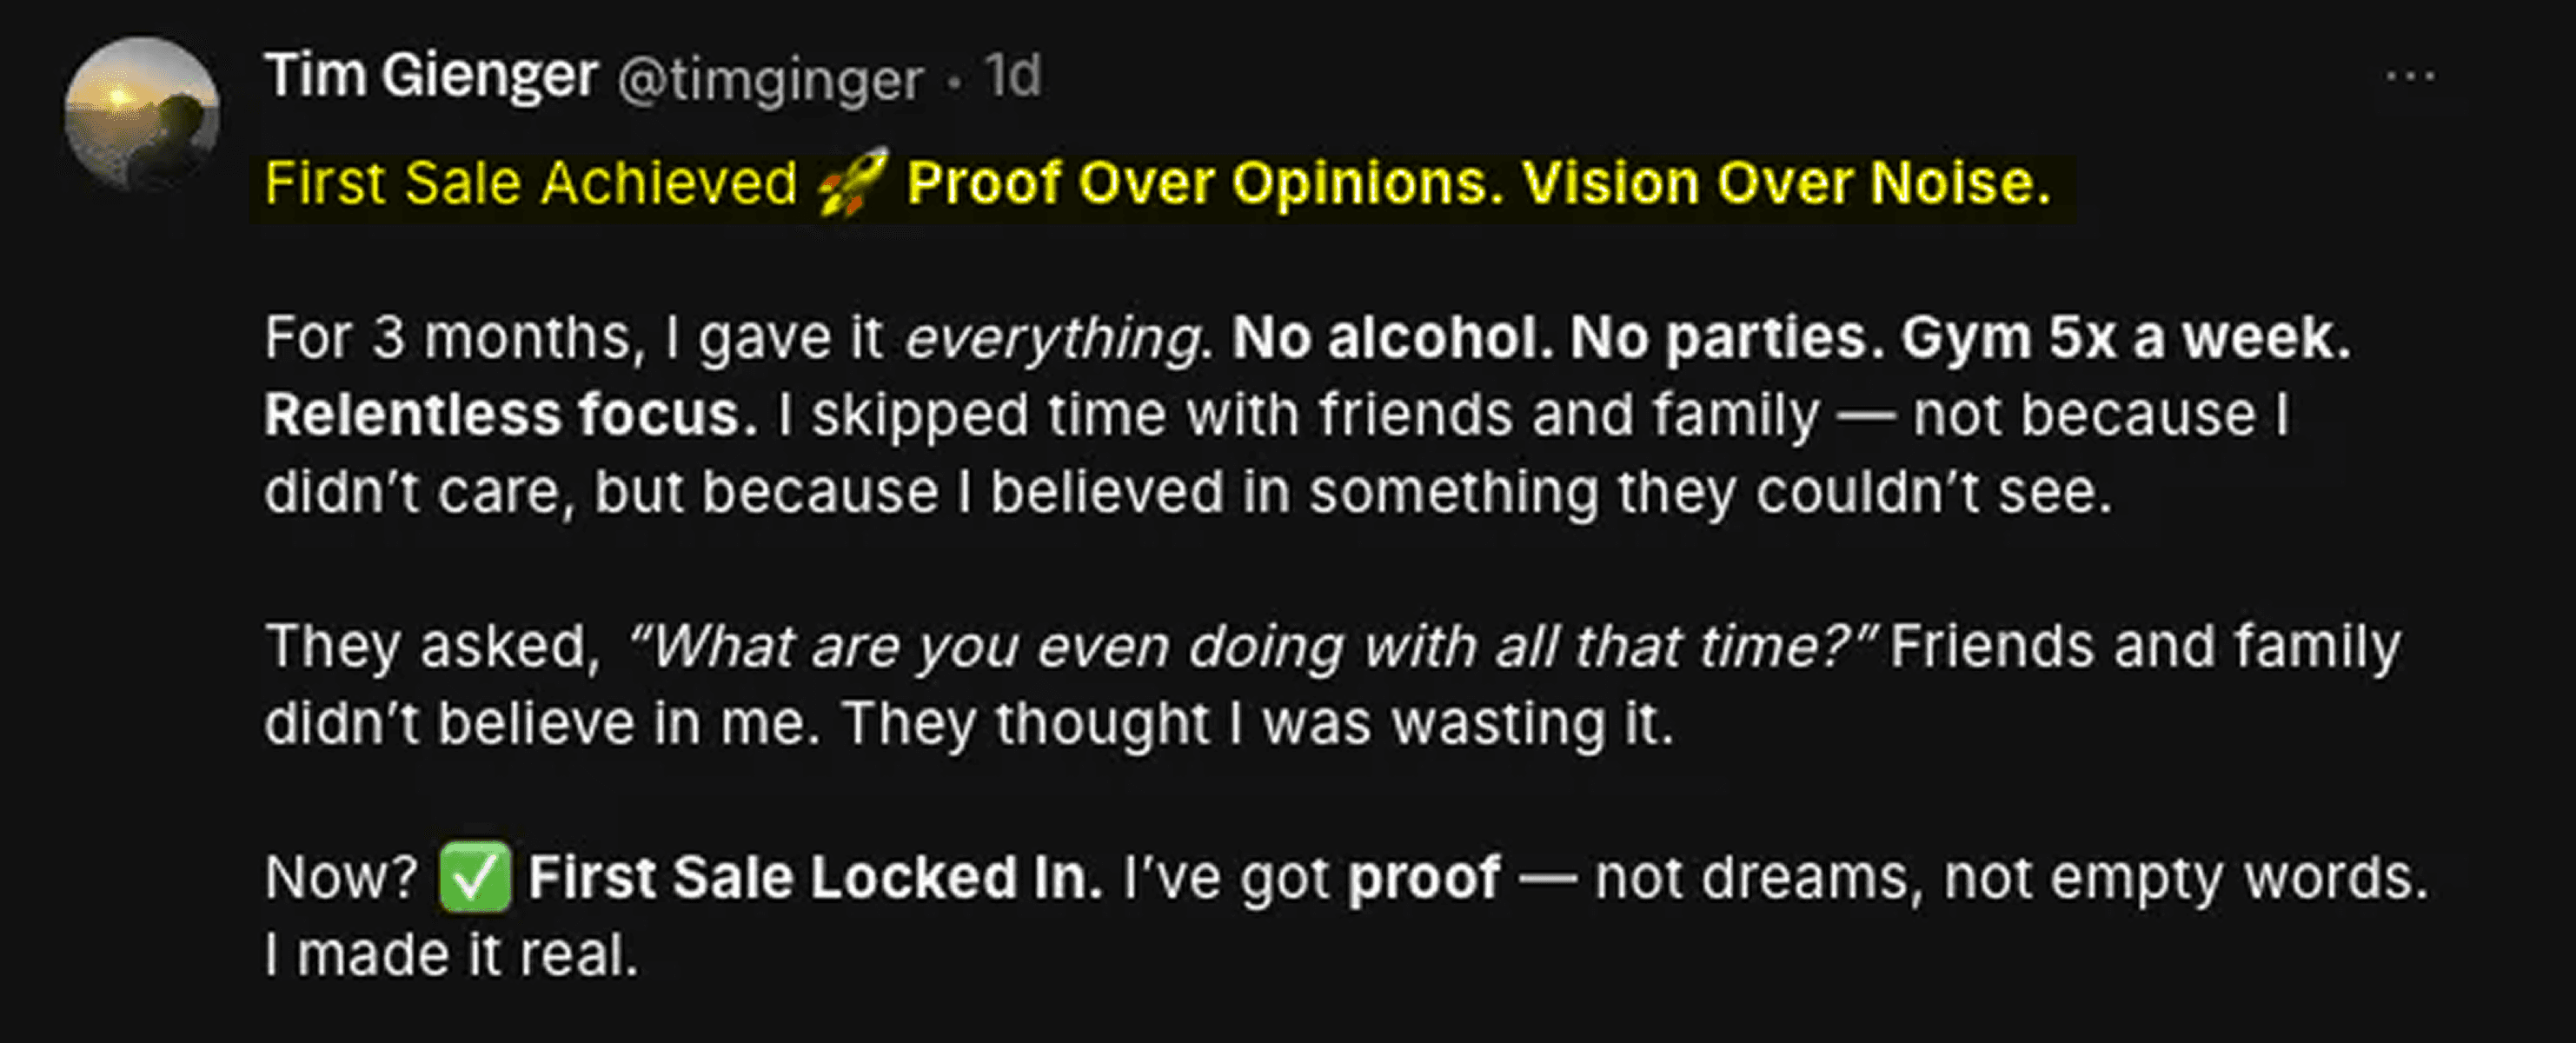 Tim Gienger @timginger · 1d
...
First Sale Achieved 🚀 Proof Over Opinions. Vision Over Noise.
For 3 months, I gave it everything. No alcohol. No parties. Gym 5x a week.
Relentless focus. I skipped time with friends and family — not because I
didn’t care, but because I believed in something they couldn’t see.
They asked, “What are you even doing with all that time?” Friends and family
didn’t believe in me. They thought I was wasting it.
Now? ✅ First Sale Locked In. I’ve got proof — not dreams, not empty words.
I made it real.